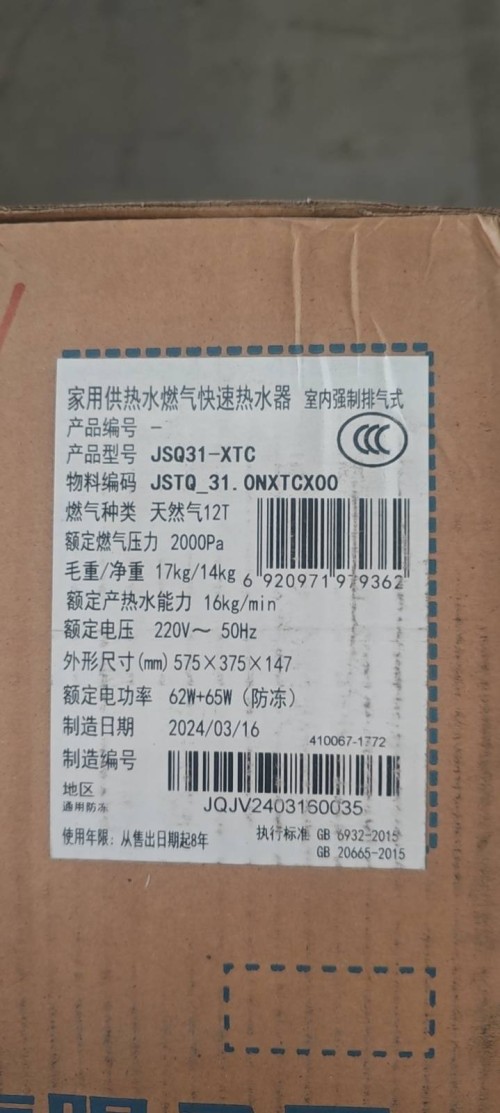 家用供热水燃气快速热水器 室内强制排气式
产品编号 -
产品型号 JSQ31-XTC
物料编码 JSTQ_31.0NXTCX00
燃气种类 天然气12T
额定燃气压力 2000Pa
毛重/净重 17kg/14kg
6 920971 979362
额定产热水能力 16kg/min
额定电压 220V～ 50Hz
外形尺寸(mm) 575×375×147
额定电功率 62W+65W（防冻）
制造日期 2024/03/16
410067-1772
制造编号
JQJV2403160035
地区
通用防冻
使用年限：从售出日期起8年
执行标准 GB 6932-2015
GB 20665-2015